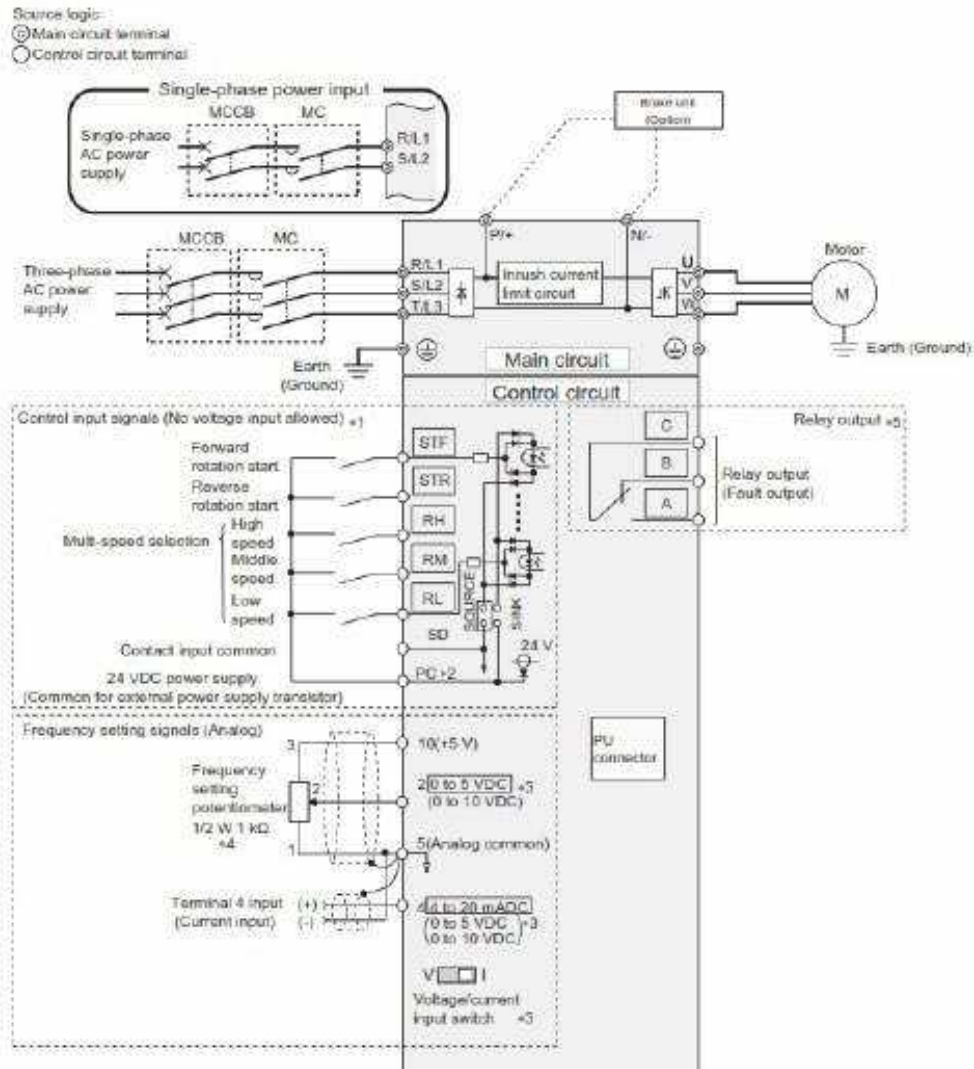 Source logic
Main circuit terminal
Control circuit terminal
Single-phase power input
MCCB MC
Single-phase
AC power
supply
R/L1
S/L2
Brake unit
(Option)
P/+ N/-
MCCB MC
Three-phase
AC power
supply
R/L1
S/L2
T/L3
Inrush current
limit circuit
U
V
W
Motor
M
Earth (Ground)
Earth
(Ground)
Main circuit
Control circuit
Control input signals (No voltage input allowed) *1
Forward
rotation start
Reverse
rotation start
Multi-speed selection
High
speed
Middle
speed
Low
speed
Contact input common
24 VDC power supply
(Common for external power supply transistor)
STF
STR
RH
RM
RL
SD
PC *2
SOURCE
SINK
24 V
Relay output *5
C
B
A
Relay output
(Fault output)
Frequency setting signals (Analog)
Frequency
setting
potentiometer
1/2 W 1 kΩ
*4
3
2
1
10(+5 V)
2 0 to 5 VDC *3
(0 to 10 VDC)
5(Analog common)
Terminal 4 input
(Current input)
(+)
(-)
4 4 to 20 mADC
0 to 5 VDC *3
0 to 10 VDC
V I
Voltage/current
input switch *3
PU
connector